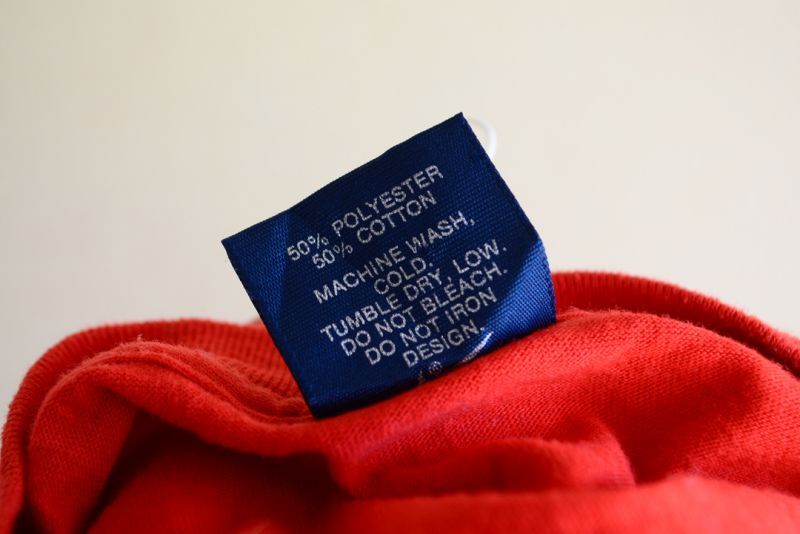 50% POLYESTER
50% COTTON
MACHINE WASH,
COLD.
TUMBLE DRY, LOW.
DO NOT BLEACH.
DO NOT IRON
DESIGN.
®